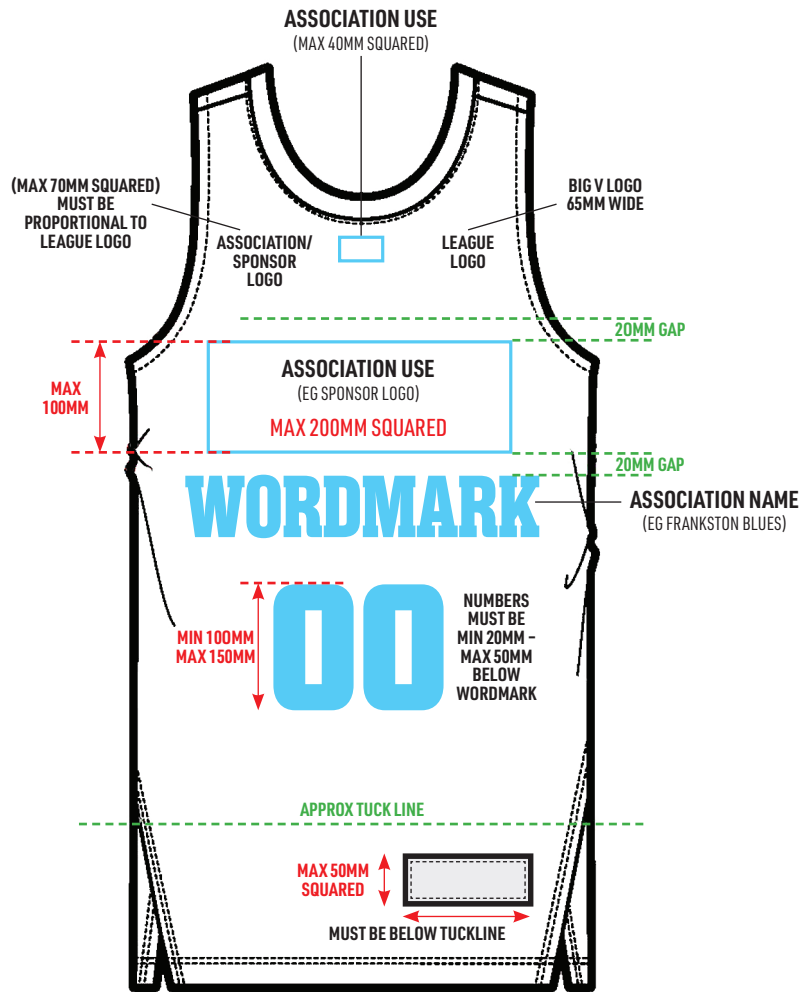 ASSOCIATION USE
(MAX 40MM SQUARED)
(MAX 70MM SQUARED)
MUST BE
PROPORTIONAL TO
LEAGUE LOGO
ASSOCIATION/
SPONSOR
LOGO
LEAGUE
LOGO
BIG V LOGO
65MM WIDE
20MM GAP
MAX
100MM
ASSOCIATION USE
(EG SPONSOR LOGO)
MAX 200MM SQUARED
20MM GAP
WORDMARK
ASSOCIATION NAME
(EG FRANKSTON BLUES)
MIN 100MM
MAX 150MM
00
NUMBERS
MUST BE
MIN 20MM –
MAX 50MM
BELOW
WORDMARK
APPROX TUCK LINE
MAX 50MM
SQUARED
MUST BE BELOW TUCKLINE